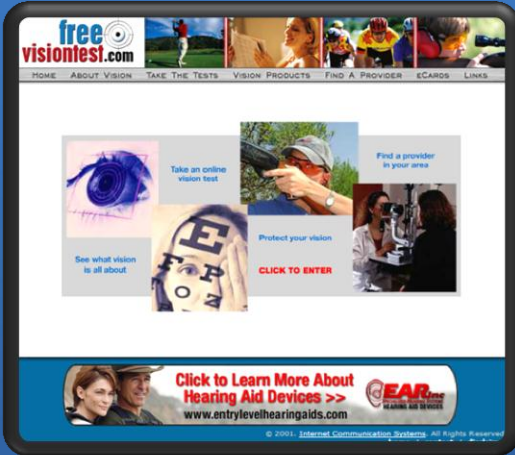 free
visiontest.com
HOME ABOUT VISION TAKE THE TESTS VISION PRODUCTS FIND A PROVIDER ECARDS LINKS
Take an online
vision test
Find a provider
in your area
See what vision
is all about
E
F P
T O Z
Protect your vision
CLICK TO ENTER
Click to Learn More About
Hearing Aid Devices >>
www.entrylevelhearingaids.com
EARinc
HEARING AID DEVICES
© 2001. Internet Communication Systems. All Rights Reserved